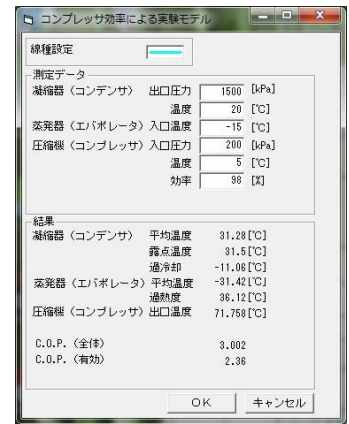 コンプレッサ効率による実験モデル
線種設定
測定データ
凝縮器（コンデンサ） 出口圧力 1500 [kPa]
温度 20 [℃]
蒸発器（エバポレータ）入口温度 -15 [℃]
圧縮機（コンプレッサ）入口圧力 200 [kPa]
温度 5 [℃]
効率 98 [%]
結果
凝縮器（コンデンサ） 平均温度 31.28[℃]
露点温度 31.5[℃]
過冷却 -11.06[℃]
蒸発器（エバポレータ）平均温度 -31.42[℃]
過熱度 36.12[℃]
圧縮機（コンプレッサ）出口温度 71.758[℃]
C.O.P.（全体） 3.002
C.O.P.（有効） 2.36
OK キャンセル